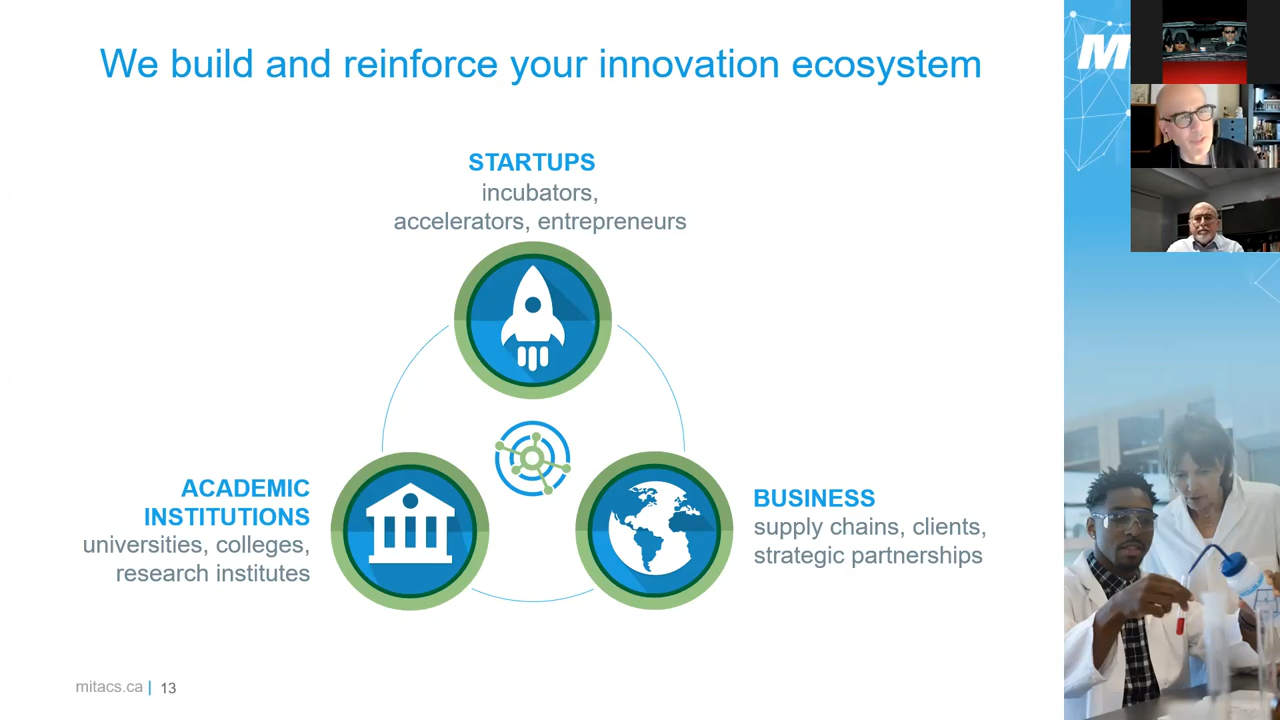 We build and reinforce your innovation ecosystem
M
STARTUPS
incubators,
accelerators, entrepreneurs
ACADEMIC
INSTITUTIONS
universities, colleges,
research institutes
BUSINESS
supply chains, clients,
strategic partnerships
mitacs.ca | 13